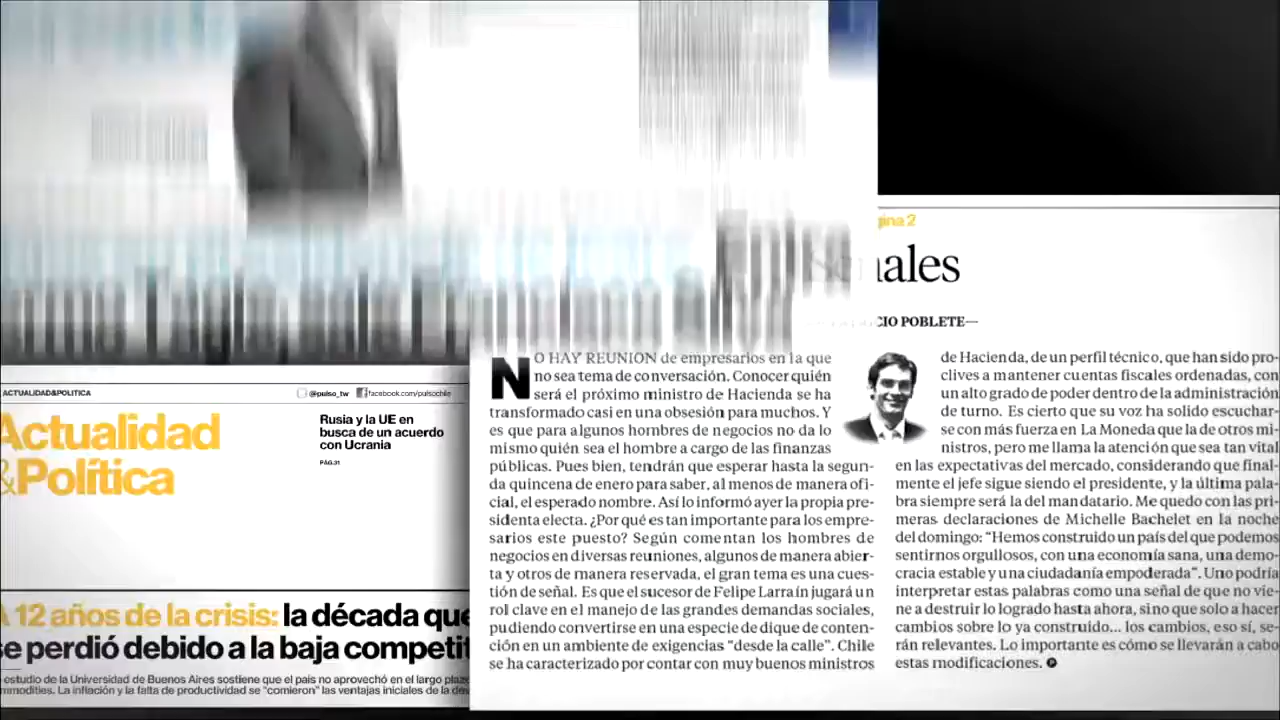 ACTUALIDAD&POLITICA
@pulso_tw
facebook.com/pulsochile
Actualidad
&Política
Rusia y la UE en
busca de un acuerdo
con Ucrania
PÁG.31
A 12 años de la crisis: la década que
se perdió debido a la baja competit
estudio de la Universidad de Buenos Aires sostiene que el país no aprovechó en el largo plazo
mmodities. La inflación y la falta de productividad se "comieron" las ventajas iniciales de la dev
gina 2
ñales
CIO POBLETE—
NO HAY REUNION de empresarios en la que
no sea tema de conversación. Conocer quién
será el próximo ministro de Hacienda se ha
transformado casi en una obsesión para muchos. Y
es que para algunos hombres de negocios no da lo
mismo quién sea el hombre a cargo de las finanzas
públicas. Pues bien, tendrán que esperar hasta la segun-
da quincena de enero para saber, al menos de manera ofi-
cial, el esperado nombre. Así lo informó ayer la propia pre-
sidenta electa. ¿Por qué es tan importante para los empre-
sarios este puesto? Según comentan los hombres de
negocios en diversas reuniones, algunos de manera abier-
ta y otros de manera reservada, el gran tema es una cues-
tión de señal. Es que el sucesor de Felipe Larraín jugará un
rol clave en el manejo de las grandes demandas sociales,
pudiendo convertirse en una especie de dique de conten-
ción en un ambiente de exigencias "desde la calle". Chile
se ha caracterizado por contar con muy buenos ministros
de Hacienda, de un perfil técnico, que han sido pro-
clives a mantener cuentas fiscales ordenadas, con
un alto grado de poder dentro de la administración
de turno. Es cierto que su voz ha solido escuchar-
se con más fuerza en La Moneda que la de otros mi-
nistros, pero me llama la atención que sea tan vital
en las expectativas del mercado, considerando que final-
mente el jefe sigue siendo el presidente, y la última pala-
bra siempre será la del mandatario. Me quedo con las pri-
meras declaraciones de Michelle Bachelet en la noche
del domingo: "Hemos construido un país del que podemos
sentirnos orgullosos, con una economía sana, una demo-
cracia estable y una ciudadanía empoderada". Uno podría
interpretar estas palabras como una señal de que no vie-
ne a destruir lo logrado hasta ahora, sino que solo a hacer
cambios sobre lo ya construido... los cambios, eso sí, se-
rán relevantes. Lo importante es cómo se llevarán a cabo
estas modificaciones. P